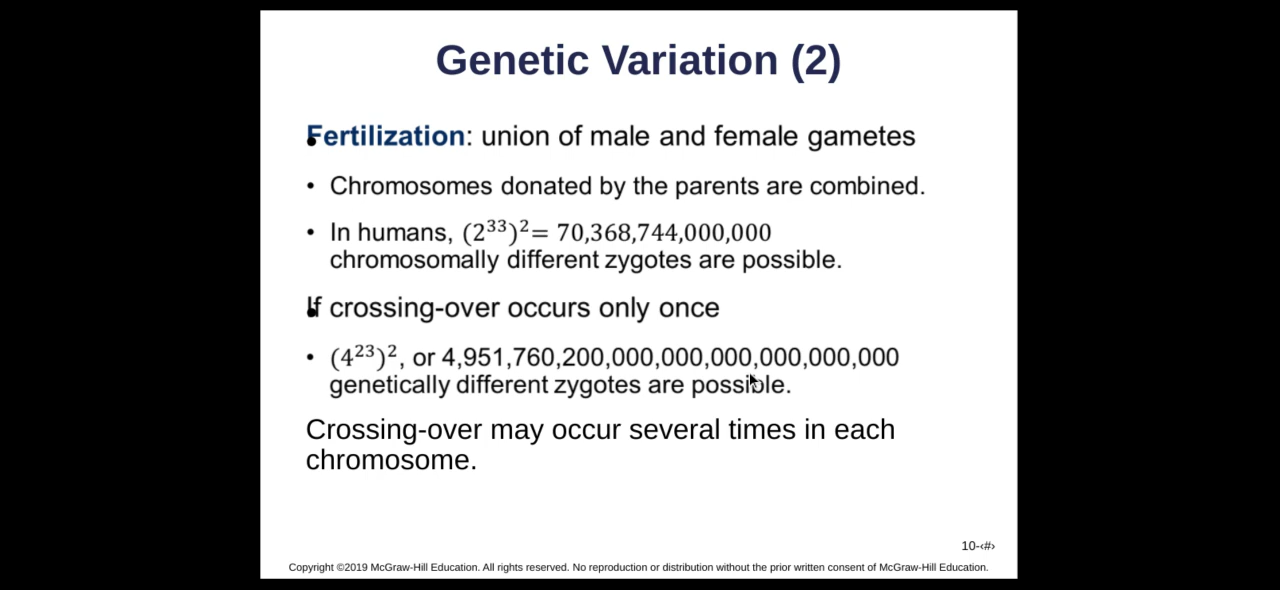 Genetic Variation (2)
Fertilization: union of male and female gametes
• Chromosomes donated by the parents are combined.
• In humans, (2³³)²= 70,368,744,000,000
chromosomally different zygotes are possible.
If crossing-over occurs only once
• (4²³)², or 4,951,760,200,000,000,000,000,000,000
genetically different zygotes are possible.
Crossing-over may occur several times in each
chromosome.
10-‹#›
Copyright ©2019 McGraw-Hill Education. All rights reserved. No reproduction or distribution without the prior written consent of McGraw-Hill Education.